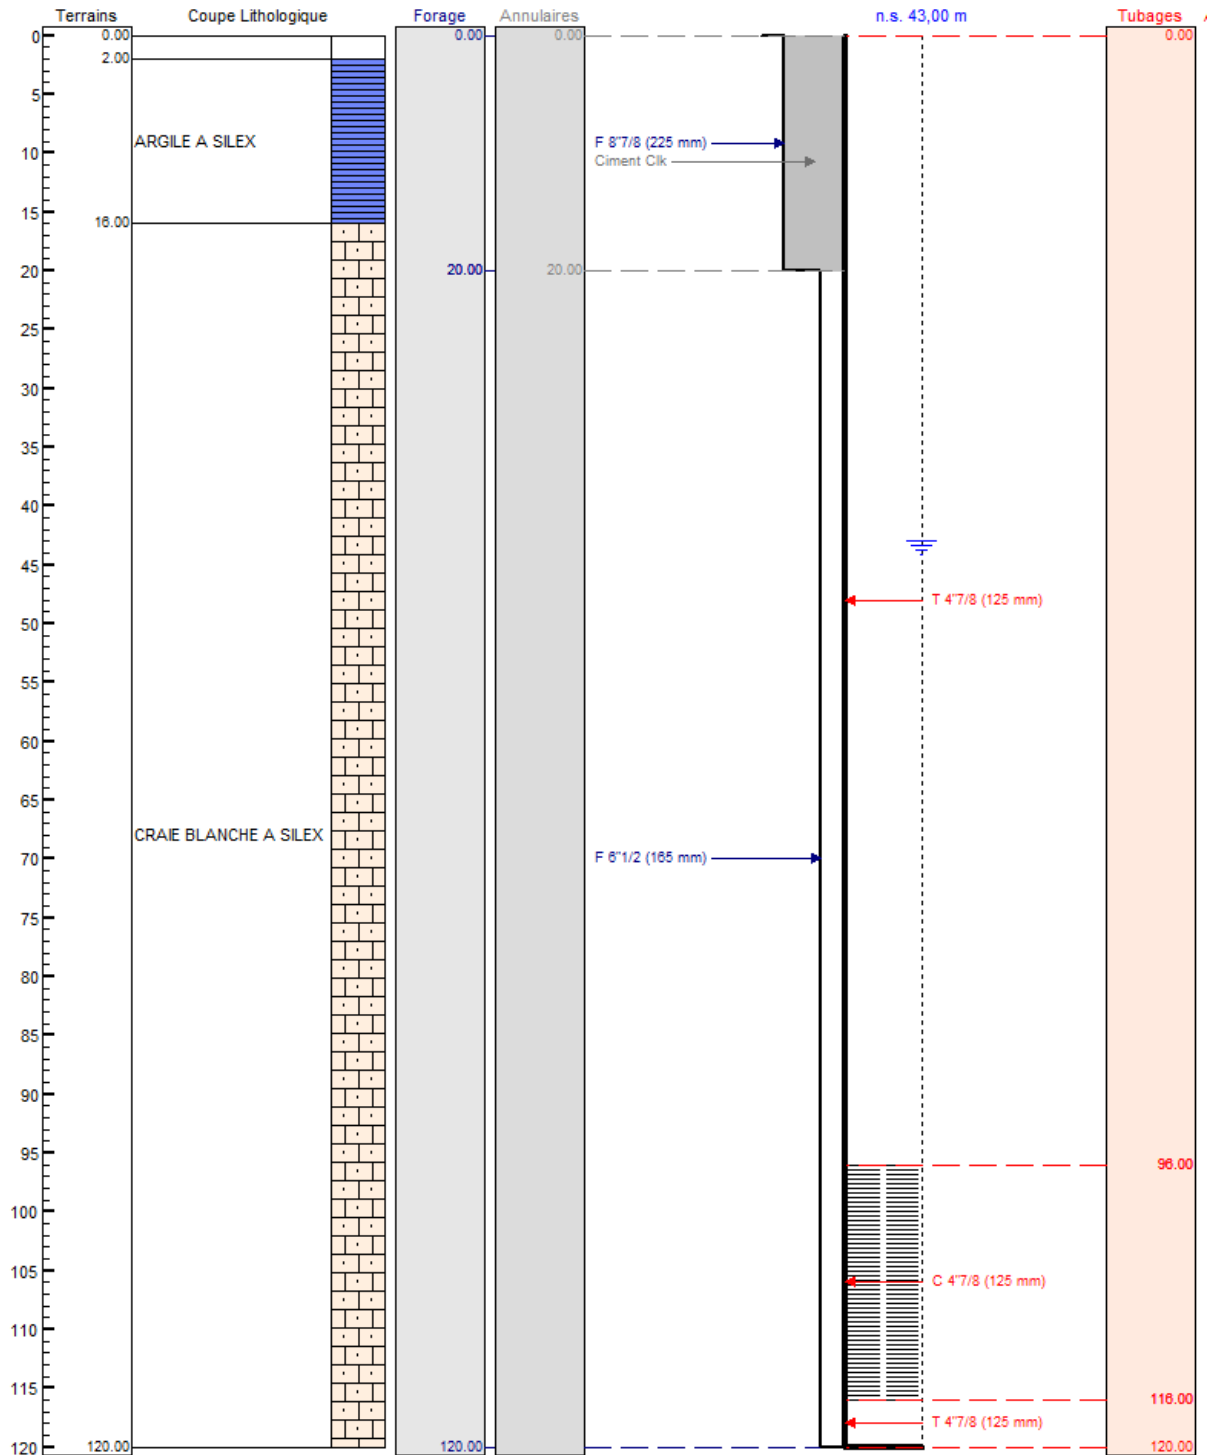 Terrains Coupe Lithologique Forage Annulaires n.s. 43,00 m Tubages
0 0.00 0.00 0.00 0.00
2.00
5
ARGILE A SILEX F 8"7/8 (225 mm)
10 Ciment Clk
15
16.00
20 20.00 20.00
25
30
35
40
45
T 4"7/8 (125 mm)
50
55
60
65
CRAIE BLANCHE A SILEX
70 F 6"1/2 (165 mm)
75
80
85
90
95 96.00
100
105 C 4"7/8 (125 mm)
110
115 116.00
T 4"7/8 (125 mm)
120 120.00 120.00 120.00